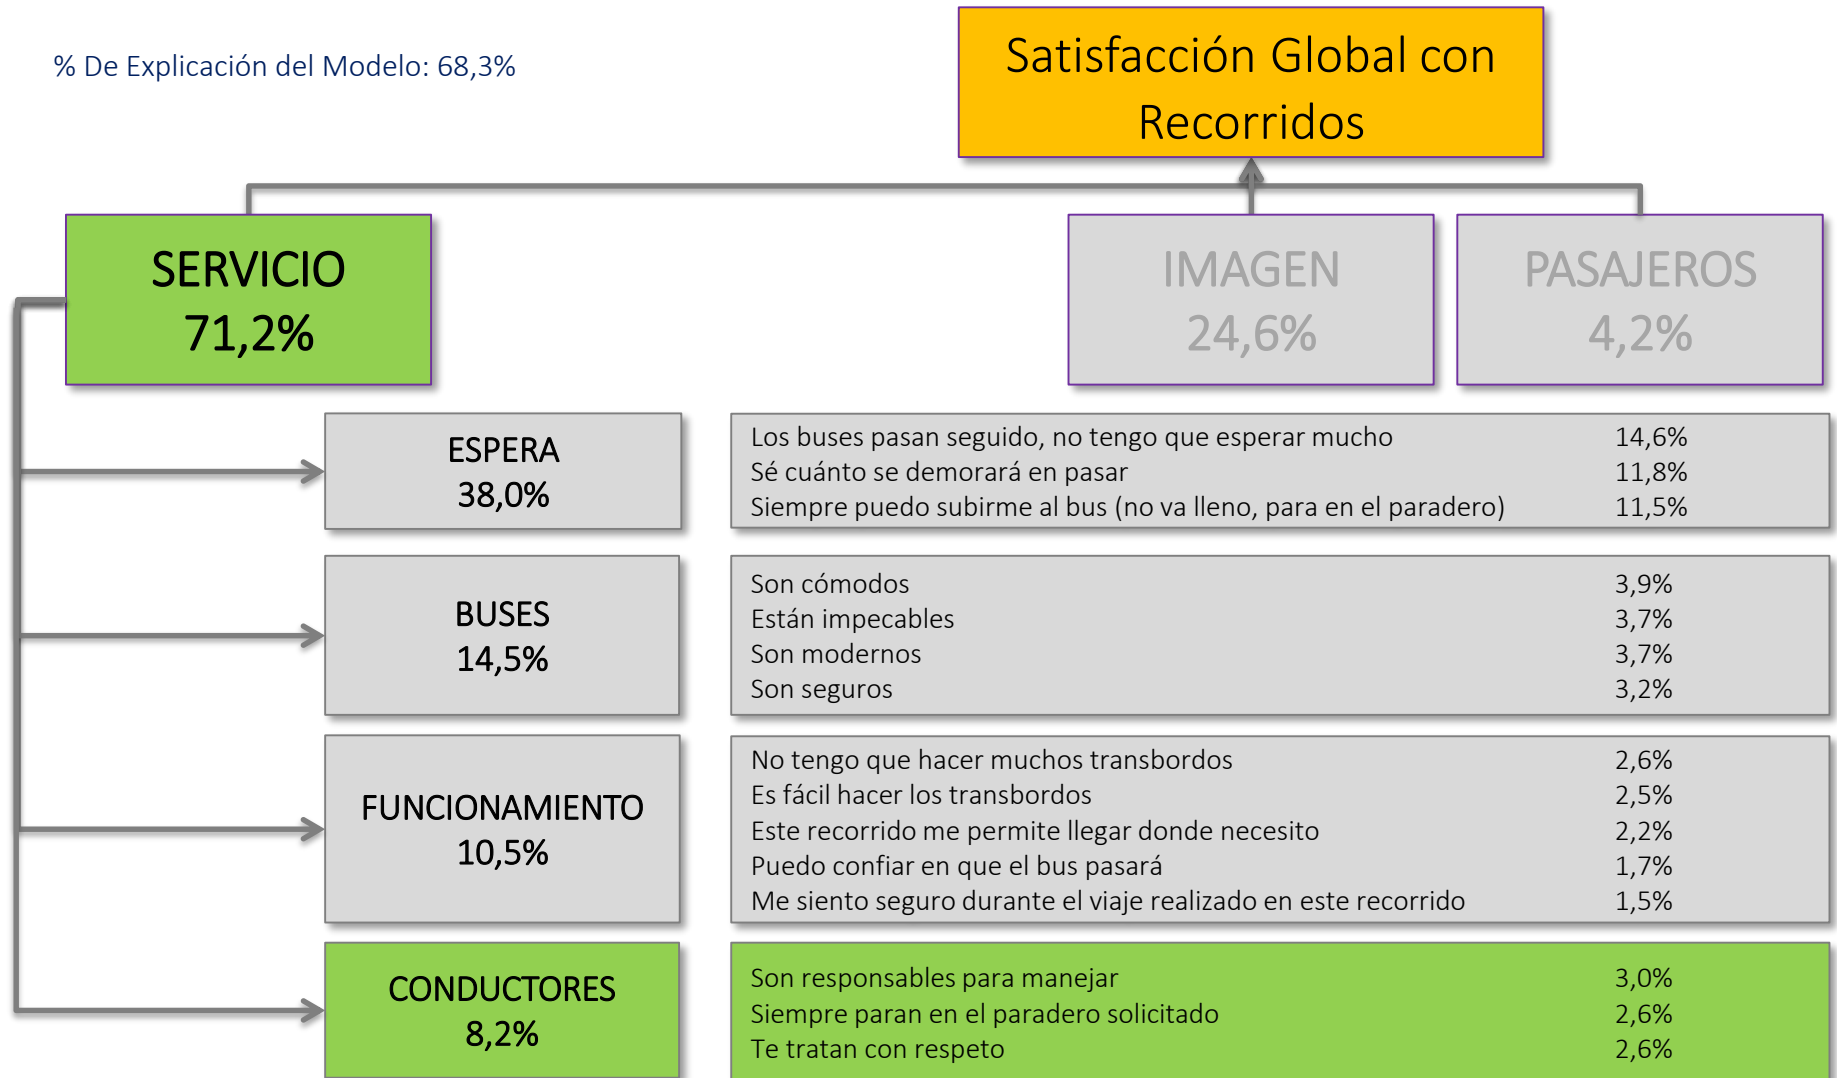 % De Explicación del Modelo: 68,3%
Satisfacción Global con
Recorridos
SERVICIO
71,2%
IMAGEN
24,6%
PASAJEROS
4,2%
ESPERA
38,0%
Los buses pasan seguido, no tengo que esperar mucho 14,6%
Sé cuánto se demorará en pasar 11,8%
Siempre puedo subirme al bus (no va lleno, para en el paradero) 11,5%
BUSES
14,5%
Son cómodos 3,9%
Están impecables 3,7%
Son modernos 3,7%
Son seguros 3,2%
FUNCIONAMIENTO
10,5%
No tengo que hacer muchos transbordos 2,6%
Es fácil hacer los transbordos 2,5%
Este recorrido me permite llegar donde necesito 2,2%
Puedo confiar en que el bus pasará 1,7%
Me siento seguro durante el viaje realizado en este recorrido 1,5%
CONDUCTORES
8,2%
Son responsables para manejar 3,0%
Siempre paran en el paradero solicitado 2,6%
Te tratan con respeto 2,6%